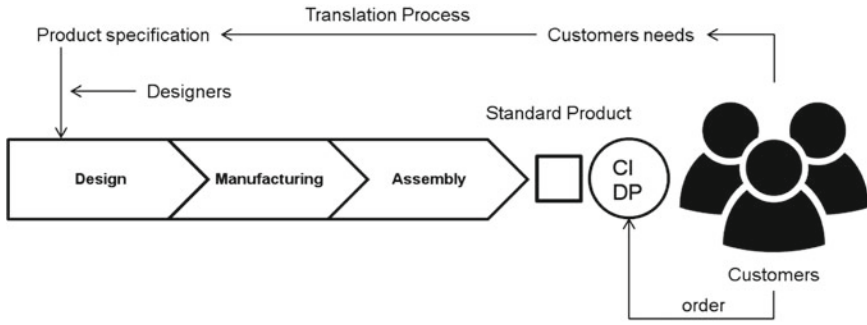 Translation Process
Product specification
Customers needs
Designers
Standard Product
Design
Manufacturing
Assembly
CI
DP
Customers
order